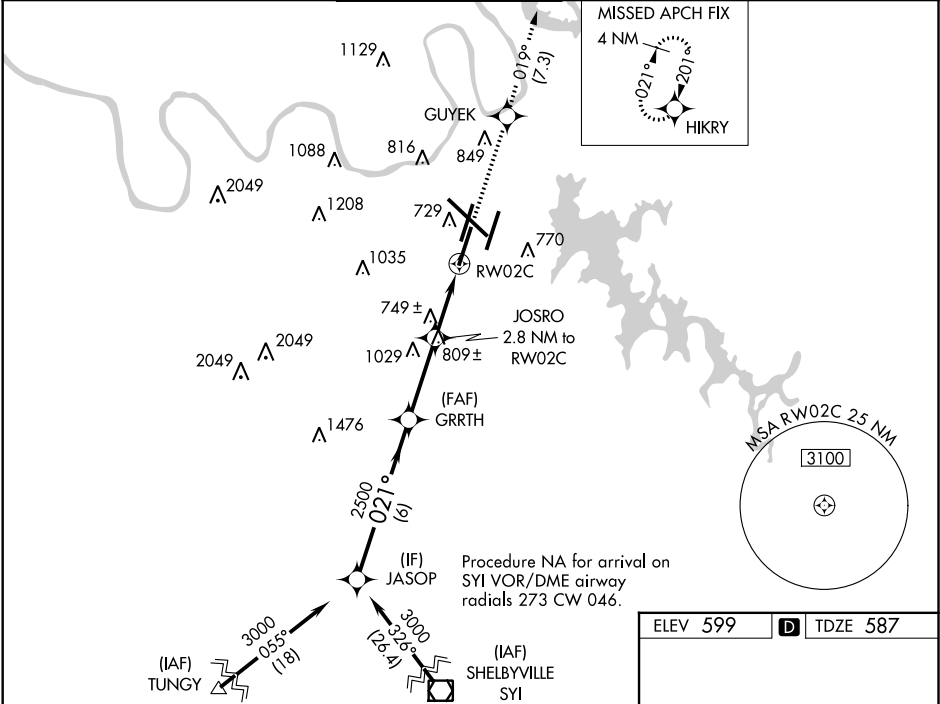 MISSED APCH FIX
4 NM
021°
201°
HIKRY
1129
019°
(7.3)
GUYEK
1088
816
849
2049
1208
729
770
1035
RW02C
749 ±
JOSRO
2.8 NM to
RW02C
1029
809 ±
2049
2049
(FAF)
GRRTH
1476
MSA RW02C 25 NM
3100
2500
021°
(6)
(IF)
JASOP
Procedure NA for arrival on
SYI VOR/DME airway
radials 273 CW 046.
3000
055°
(18)
3000
326°
(26.4)
(IAF)
TUNGY
(IAF)
SHELBYVILLE
SYI
ELEV 599 D TDZE 587